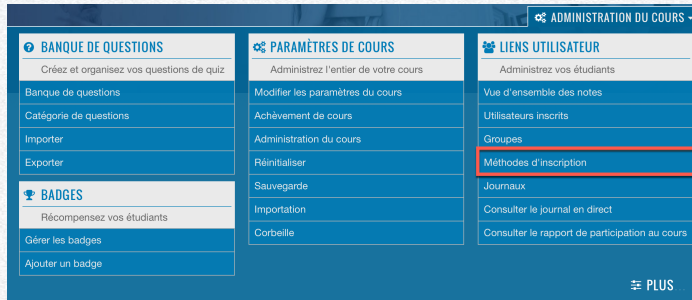 ADMINISTRATION DU COURS
BANQUE DE QUESTIONS
Créez et organisez vos questions de quiz
Banque de questions
Catégorie de questions
Importer
Exporter
BADGES
Récompensez vos étudiants
Gérer les badges
Ajouter un badge
PARAMÈTRES DE COURS
Administrez l'entier de votre cours
Modifier les paramètres du cours
Achèvement de cours
Administration du cours
Réinitialiser
Sauvegarde
Importation
Corbeille
LIENS UTILISATEUR
Administrez vos étudiants
Vue d'ensemble des notes
Utilisateurs inscrits
Groupes
Méthodes d'inscription
Journaux
Consulter le journal en direct
Consulter le rapport de participation au cours
PLUS...